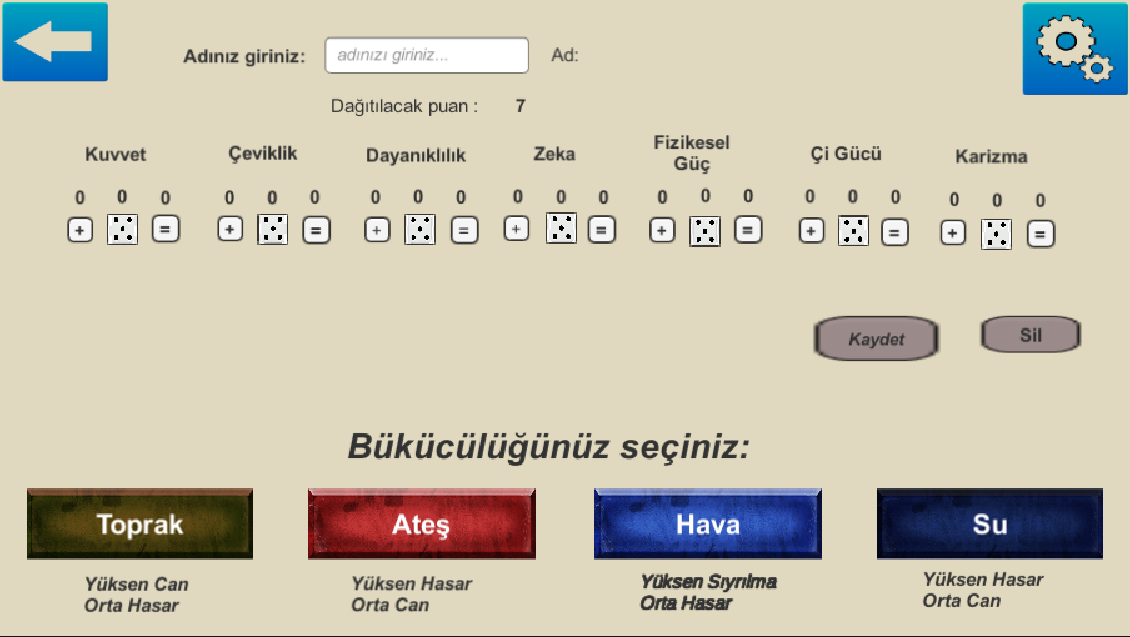 Adınız giriniz: adınızı giriniz... Ad:
Dağıtılacak puan : 7
Kuvvet Çeviklik Dayanıklılık Zeka Fizikesel Güç Çi Gücü Karizma
0 0 0 0 0 0 0 0 0 0 0 0 0 0 0 0 0 0 0 0 0
+ = + = + = + = + = + = + =
Kaydet Sil
Bükücülüğünüz seçiniz:
Toprak Ateş Hava Su
Yüksen Can
Orta Hasar
Yüksen Hasar
Orta Can
Yüksen Sıyrılma
Orta Hasar
Yüksen Hasar
Orta Can